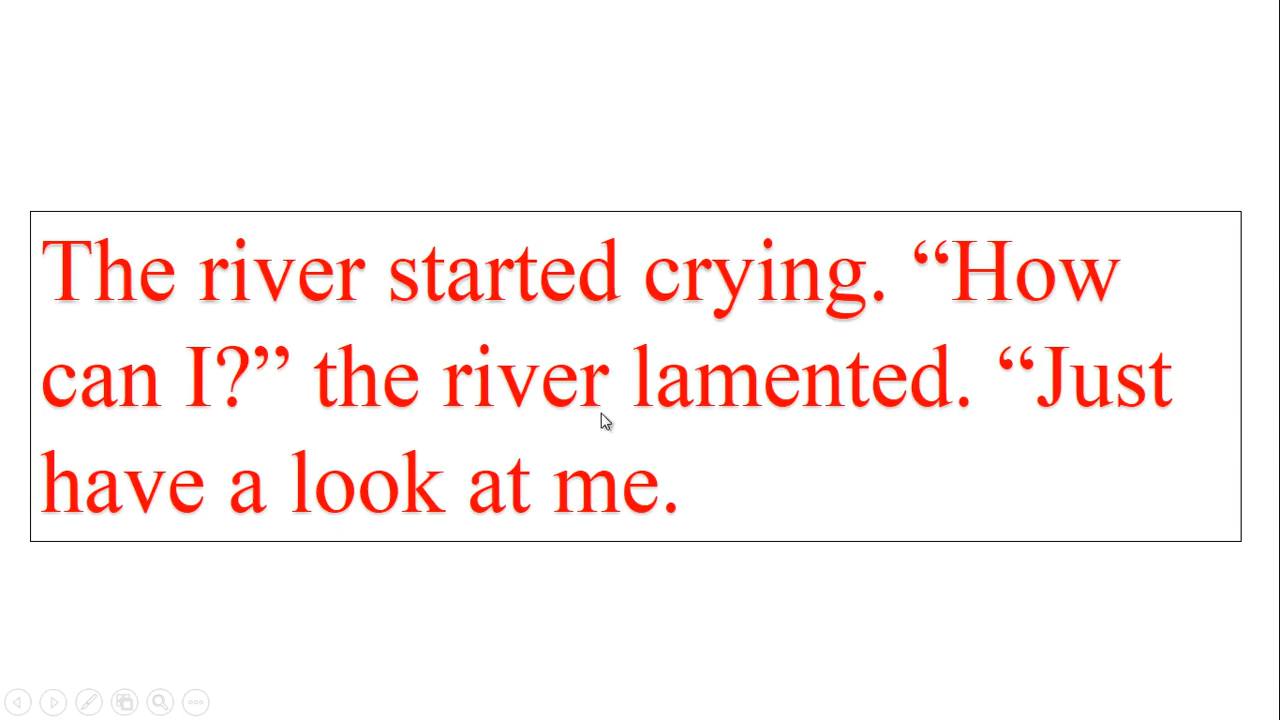 The river started crying. “How
can I?” the river lamented. “Just
have a look at me.